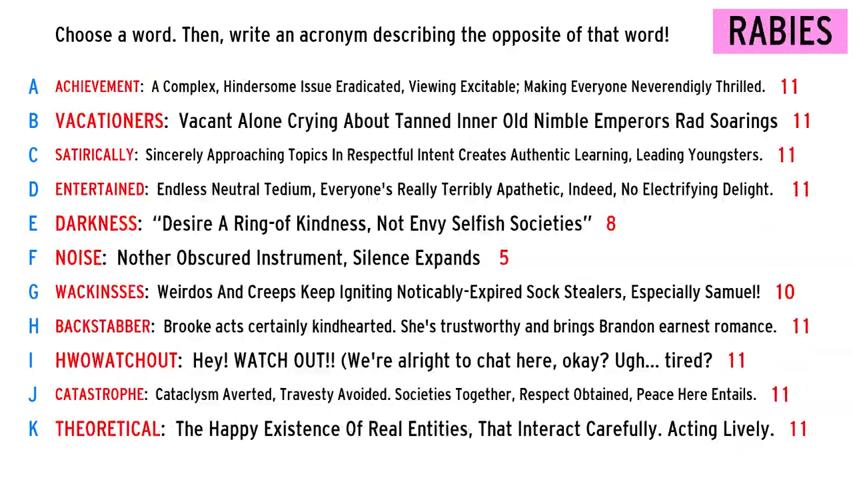 Choose a word. Then, write an acronym describing the opposite of that word!
RABIES
A ACHIEVEMENT: A Complex, Hindersome Issue Eradicated, Viewing Excitable; Making Everyone Neverendigly Thrilled. 11
B VACATIONERS: Vacant Alone Crying About Tanned Inner Old Nimble Emperors Rad Soarings 11
C SATIRICALLY: Sincerely Approaching Topics In Respectful Intent Creates Authentic Learning, Leading Youngsters. 11
D ENTERTAINED: Endless Neutral Tedium, Everyone's Really Terribly Apathetic, Indeed, No Electrifying Delight. 11
E DARKNESS: “Desire A Ring-of Kindness, Not Envy Selfish Societies” 8
F NOISE: Nother Obscured Instrument, Silence Expands 5
G WACKINSSES: Weirdos And Creeps Keep Igniting Noticably-Expired Sock Stealers, Especially Samuel! 10
H BACKSTABBER: Brooke acts certainly kindhearted. She's trustworthy and brings Brandon earnest romance. 11
I HWOWATCHOUT: Hey! WATCH OUT!! (We're alright to chat here, okay? Ugh... tired? 11
J CATASTROPHE: Cataclysm Averted, Travesty Avoided. Societies Together, Respect Obtained, Peace Here Entails. 11
K THEORETICAL: The Happy Existence Of Real Entities, That Interact Carefully. Acting Lively. 11